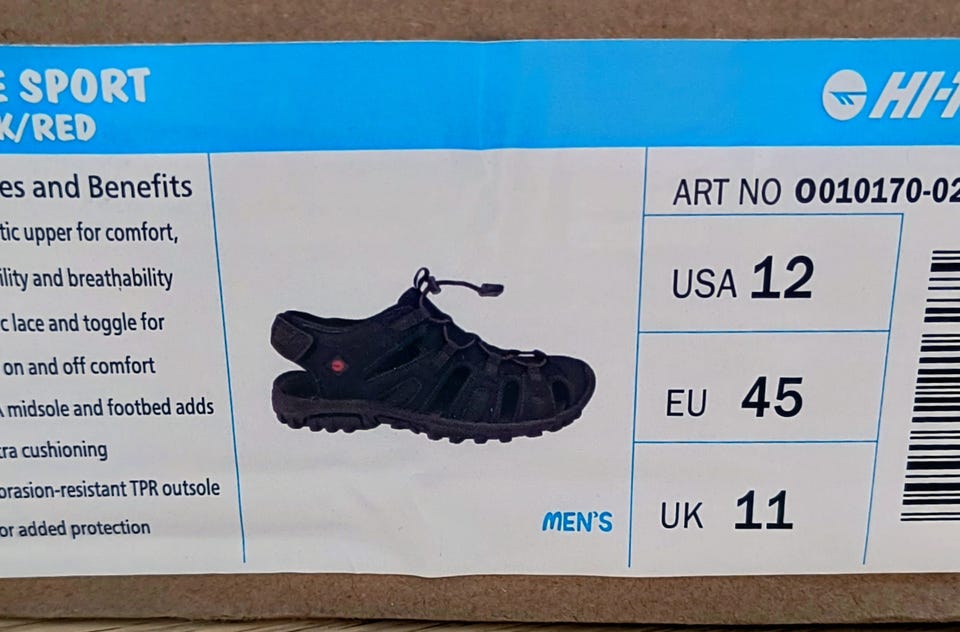 SPORT
/RED
HI-
es and Benefits
tic upper for comfort,
ility and breathability
c lace and toggle for
on and off comfort
midsole and footbed adds
tra cushioning
brasion-resistant TPR outsole
or added protection
MEN'S
ART NO O010170-02
USA 12
EU 45
UK 11